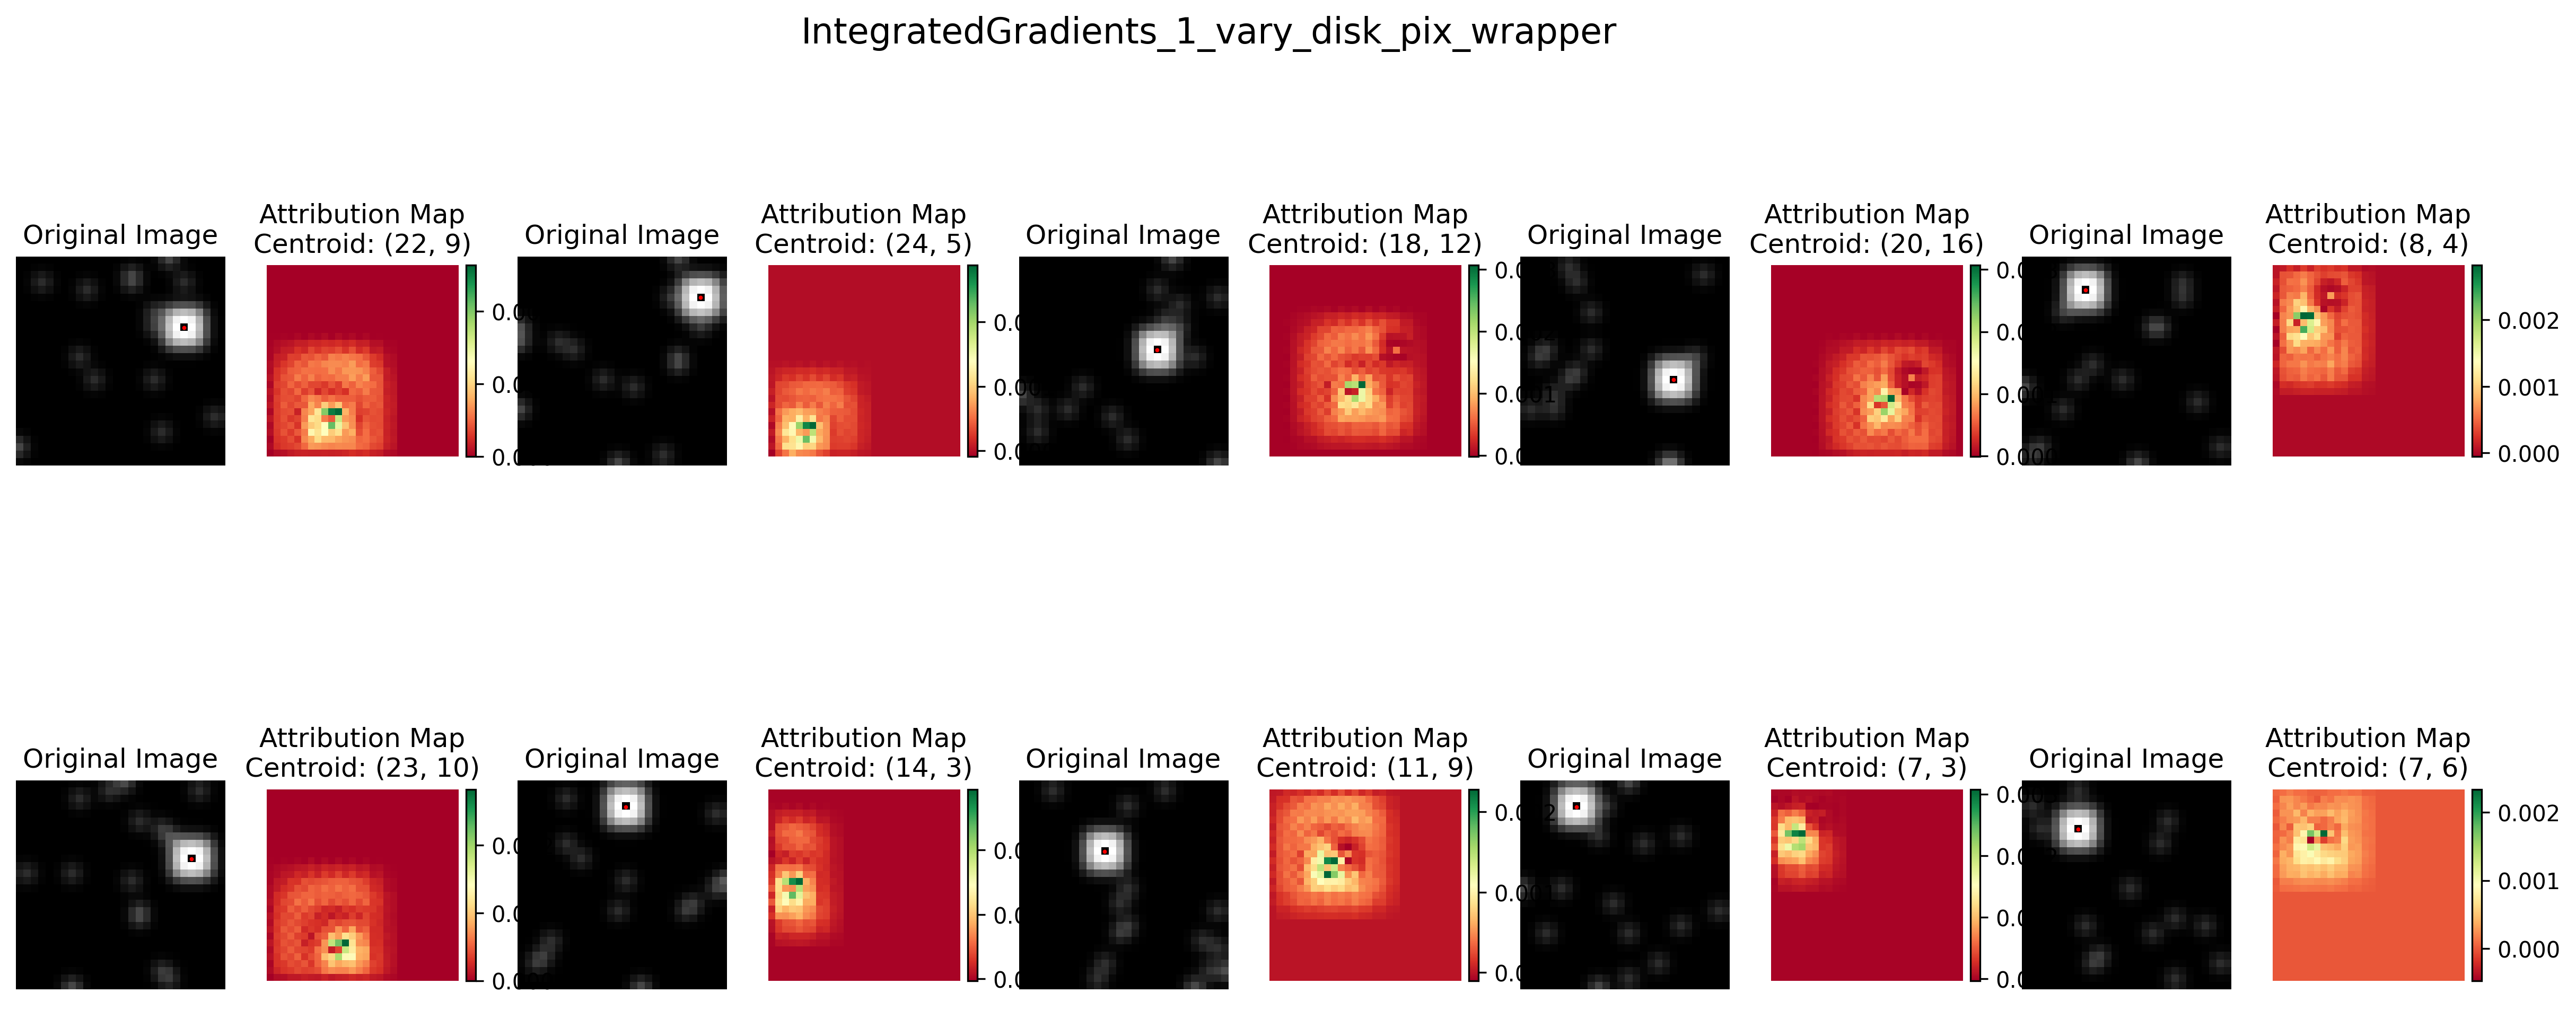 IntegratedGradients_1_vary_disk_pix_wrapper
Original Image
Attribution Map
Centroid: (22, 9)
Original Image
Attribution Map
Centroid: (24, 5)
Original Image
Attribution Map
Centroid: (18, 12)
Original Image
Attribution Map
Centroid: (20, 16)
Original Image
Attribution Map
Centroid: (8, 4)
0.002
0.001
0.000
Original Image
Attribution Map
Centroid: (23, 10)
Original Image
Attribution Map
Centroid: (14, 3)
Original Image
Attribution Map
Centroid: (11, 9)
Original Image
Attribution Map
Centroid: (7, 3)
Original Image
Attribution Map
Centroid: (7, 6)
0.002
0.001
0.000